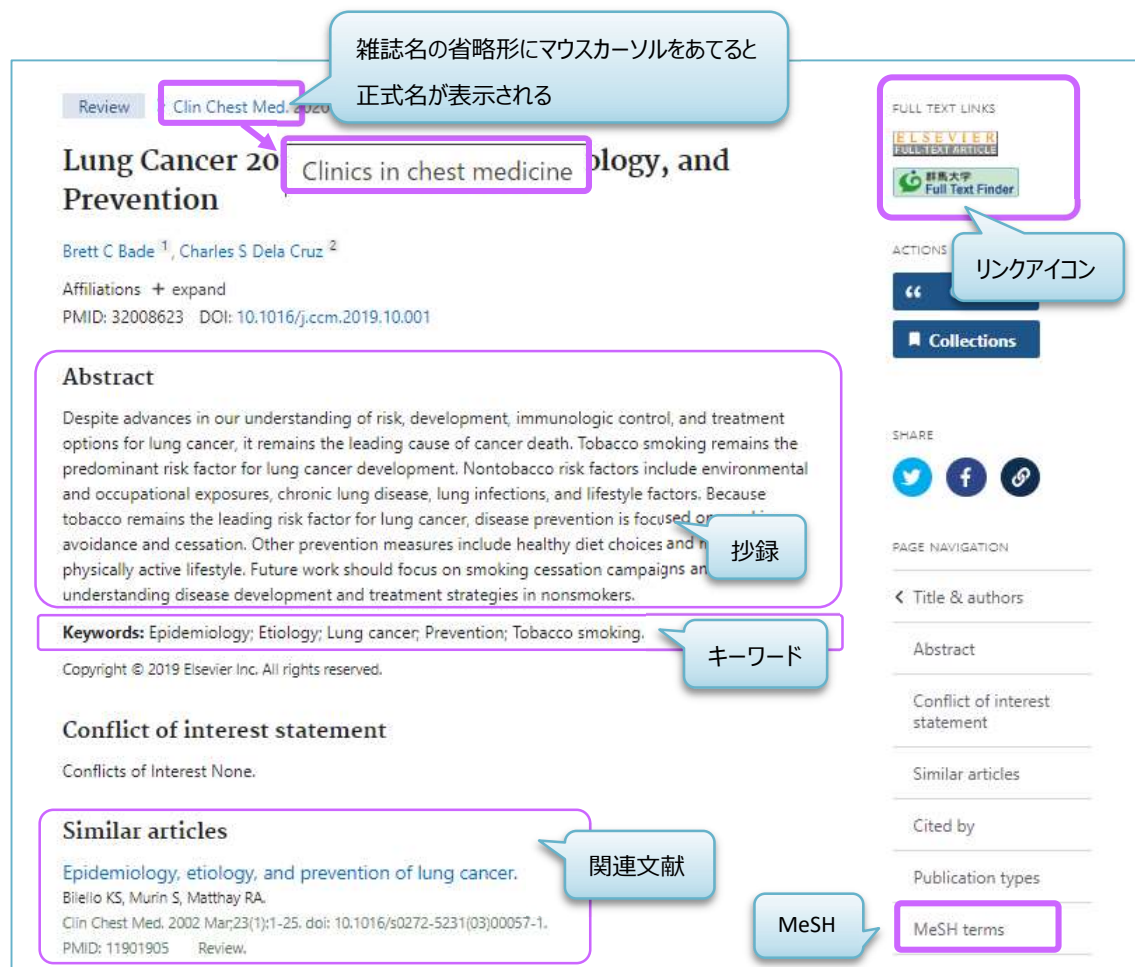 雑誌名の省略形にマウスカーソルをあてると
正式名が表示される
Review
Clin Chest Med. 2020
Lung Cancer 20
Clinics in chest medicine
ology, and
Prevention
Brett C Bade 1, Charles S Dela Cruz 2
Affiliations + expand
PMID: 32008623 DOI: 10.1016/j.ccm.2019.10.001
Abstract
Despite advances in our understanding of risk, development, immunologic control, and treatment
options for lung cancer, it remains the leading cause of cancer death. Tobacco smoking remains the
predominant risk factor for lung cancer development. Nontobacco risk factors include environmental
and occupational exposures, chronic lung disease, lung infections, and lifestyle factors. Because
tobacco remains the leading risk factor for lung cancer, disease prevention is focused on
avoidance and cessation. Other prevention measures include healthy diet choices and
physically active lifestyle. Future work should focus on smoking cessation campaigns
understanding disease development and treatment strategies in nonsmokers.
抄録
Keywords: Epidemiology; Etiology; Lung cancer; Prevention; Tobacco smoking.
キーワード
Copyright © 2019 Elsevier Inc. All rights reserved.
Conflict of interest statement
Conflicts of Interest None.
Similar articles
Epidemiology, etiology, and prevention of lung cancer.
Bilello KS, Murin S, Matthay RA.
Clin Chest Med. 2002 Mar;23(1):1-25. doi: 10.1016/s0272-5231(03)00057-1.
PMID: 11901905 Review.
関連文献
FULL TEXT LINKS
ELSEVIER
FULL-TEXT ARTICLE
群馬大学
Full Text Finder
リンクアイコン
ACTIONS
Collections
SHARE
PAGE NAVIGATION
Title & authors
Abstract
Conflict of interest
statement
Similar articles
Cited by
Publication types
MeSH
MeSH terms